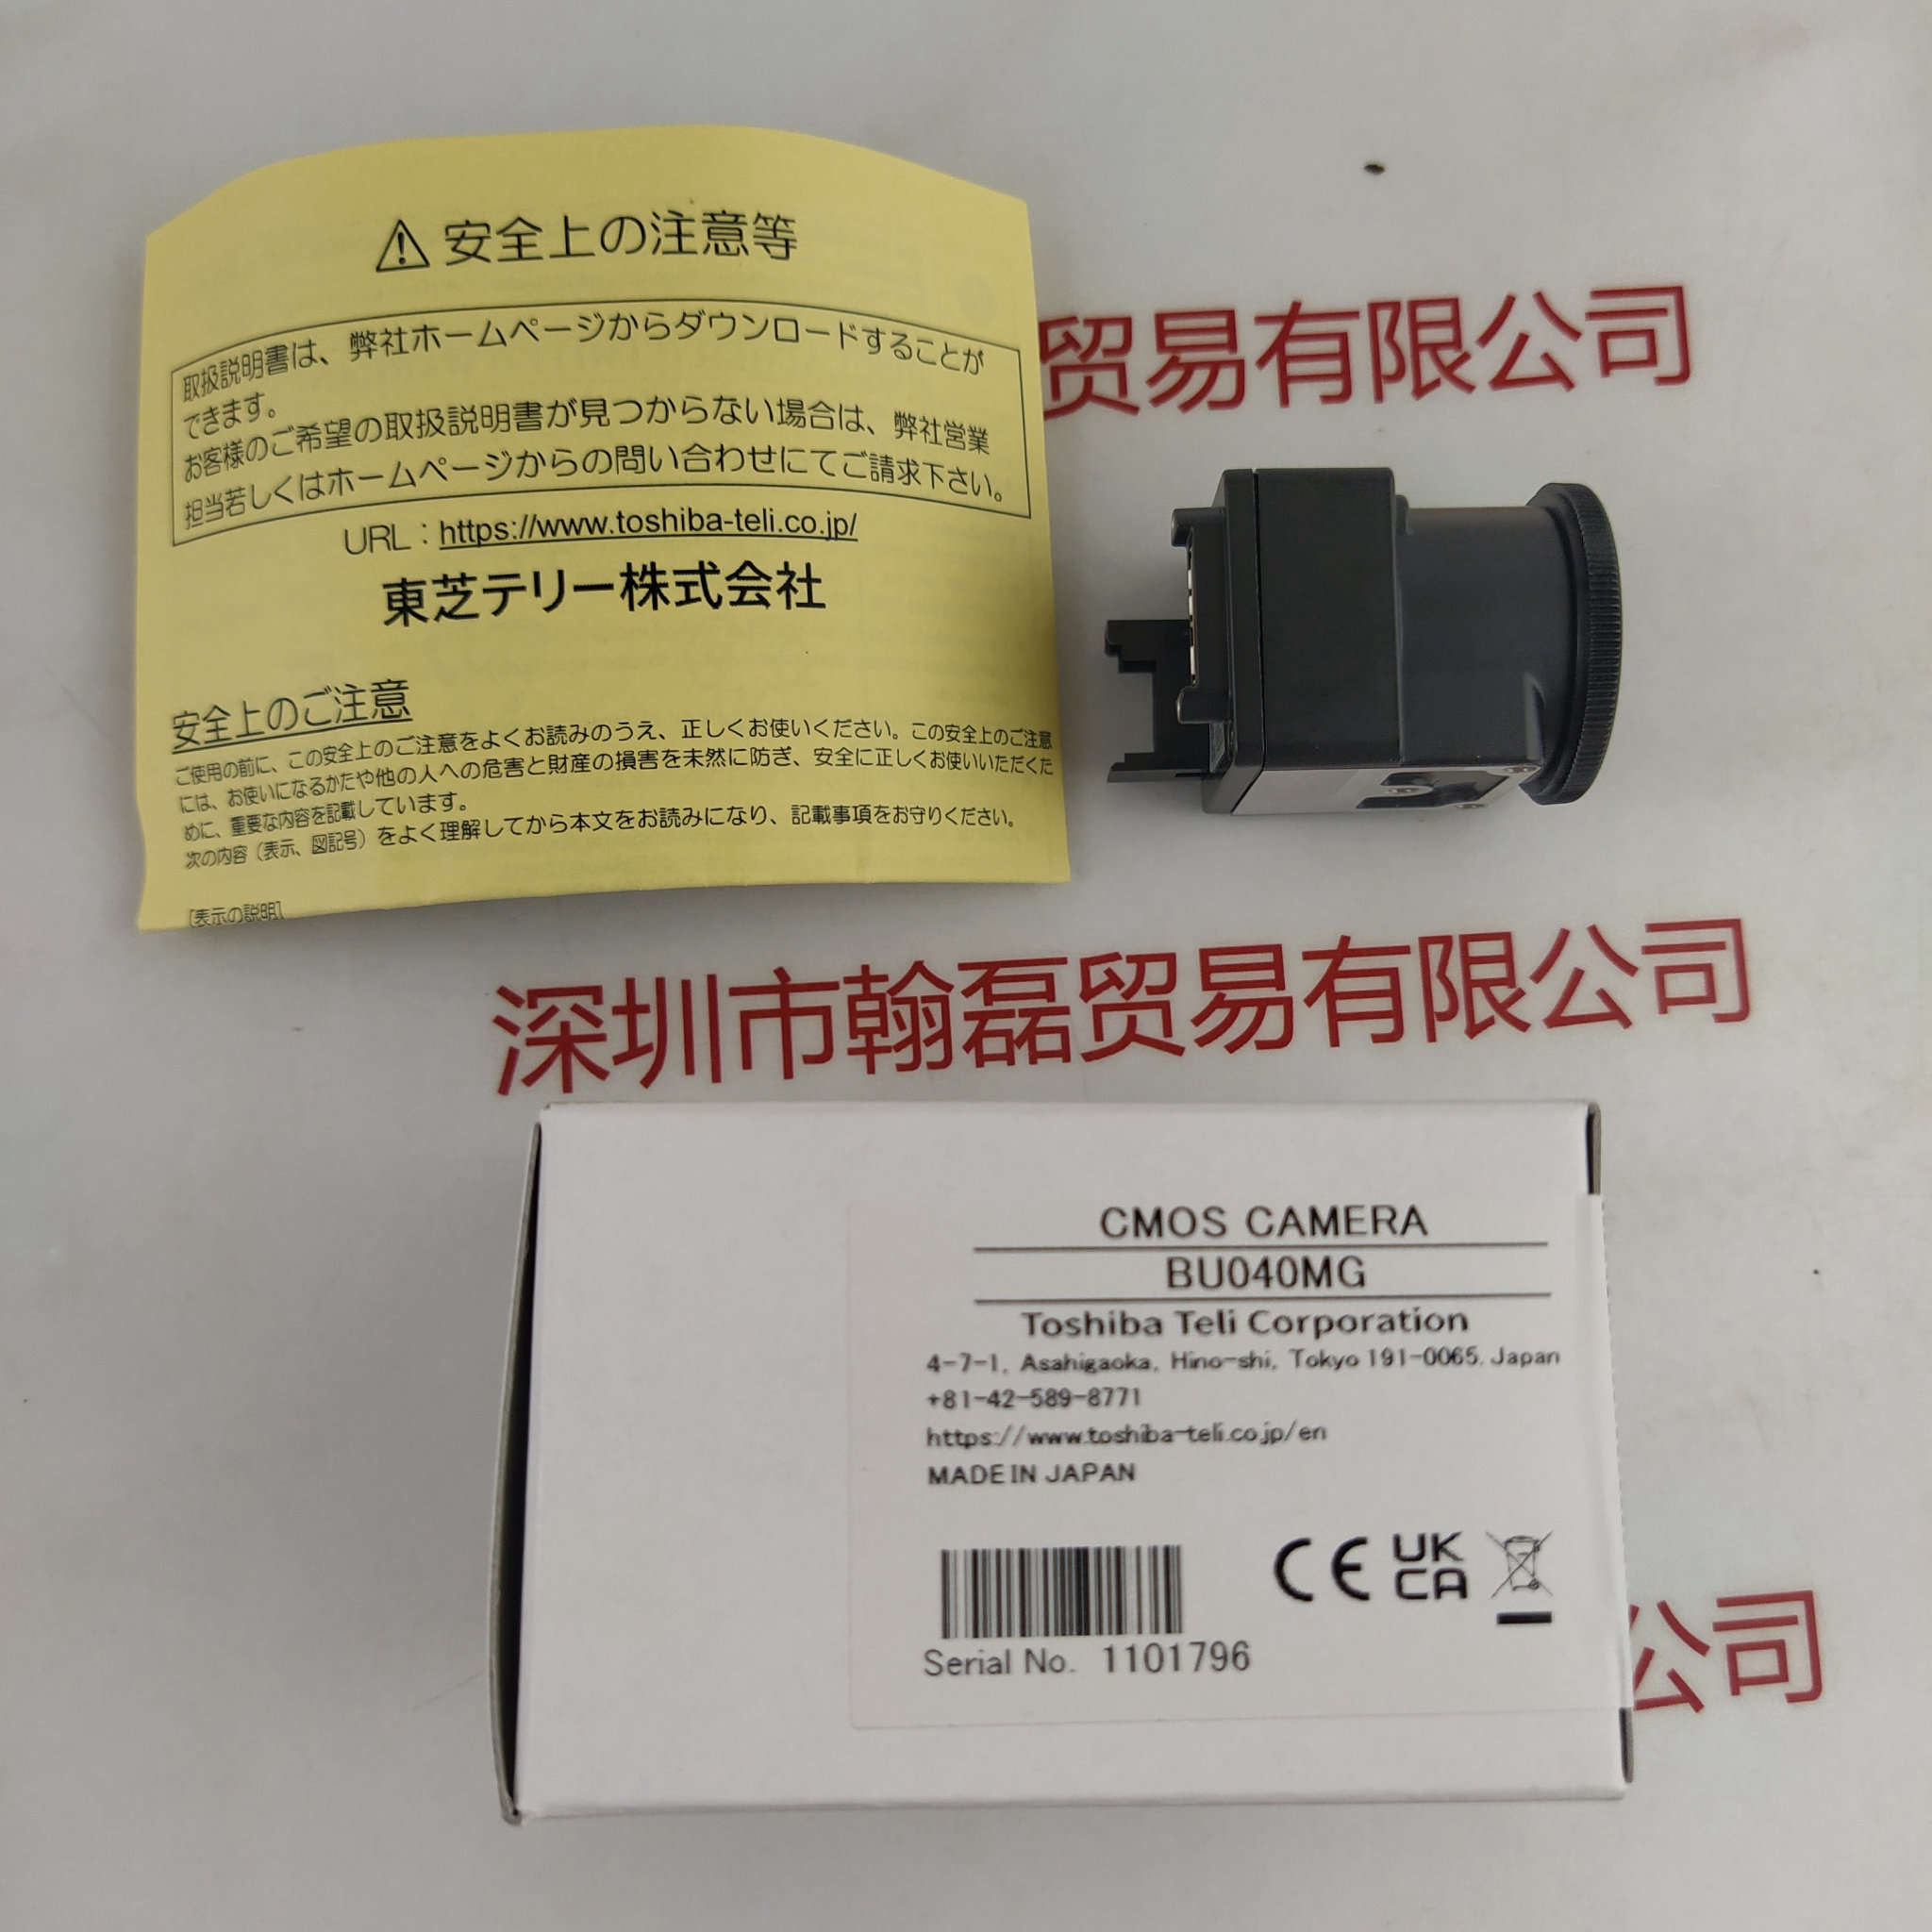 ⚠ 安全上の注意等
取扱説明書は、弊社ホームページからダウンロードすることが
できます。
お客様のご希望の取扱説明書が見つからない場合は、弊社営業
担当若しくはホームページからの問い合わせにてご請求下さい。
URL：https://www.toshiba-teli.co.jp/
東芝テリー株式会社
安全上のご注意
ご使用の前に、この安全上のご注意をよくお読みのうえ、正しくお使いください。この安全上のご注意
には、お使いになるかたや他の人への危害と財産の損害を未然に防ぎ、安全に正しくお使いいただくた
めに、重要な内容を記載しています。
次の内容（表示、図記号）をよく理解してから本文をお読みになり、記載事項をお守りください。
[表示の説明]
贸易有限公司
深圳市翰磊贸易有限公司
CMOS CAMERA
BU040MG
Toshiba Teli Corporation
4-7-1, Asahigaoka, Hino-shi, Tokyo 191-0065, Japan
+81-42-589-8771
https://www.toshiba-teli.co.jp/en
MADE IN JAPAN
CE UK CA
Serial No. 1101796
公司